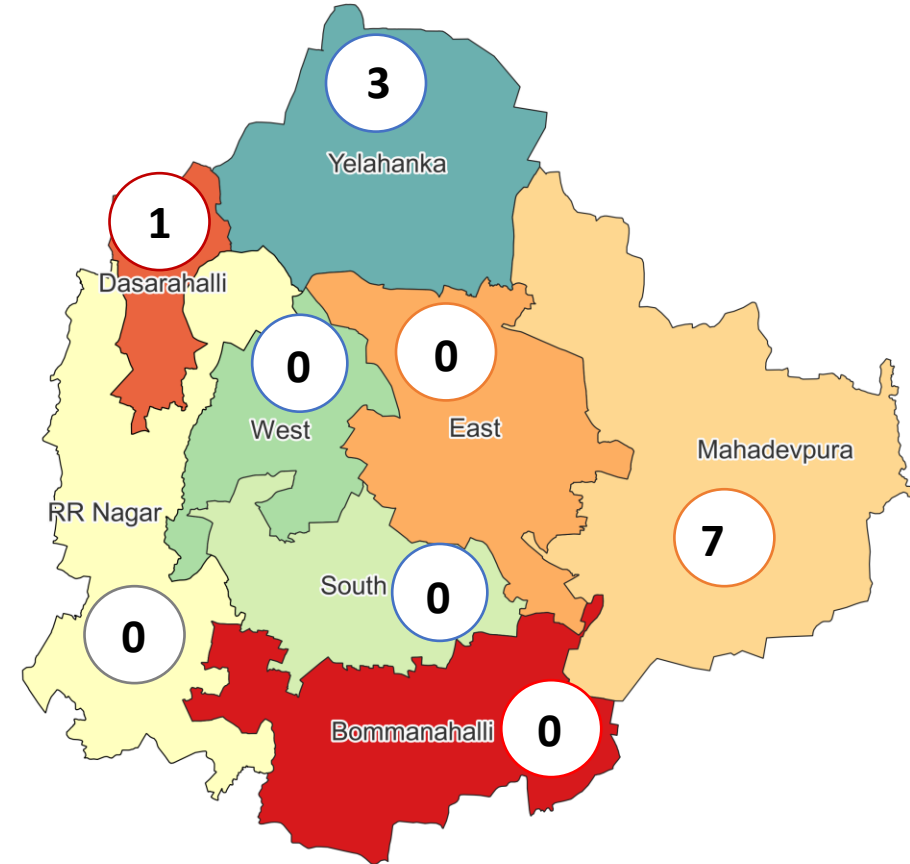 3
Yelahanka
1
Dasarahalli
0
West
0
East
Mahadevpura
7
RR Nagar
0
South
0
Bommanahalli
0